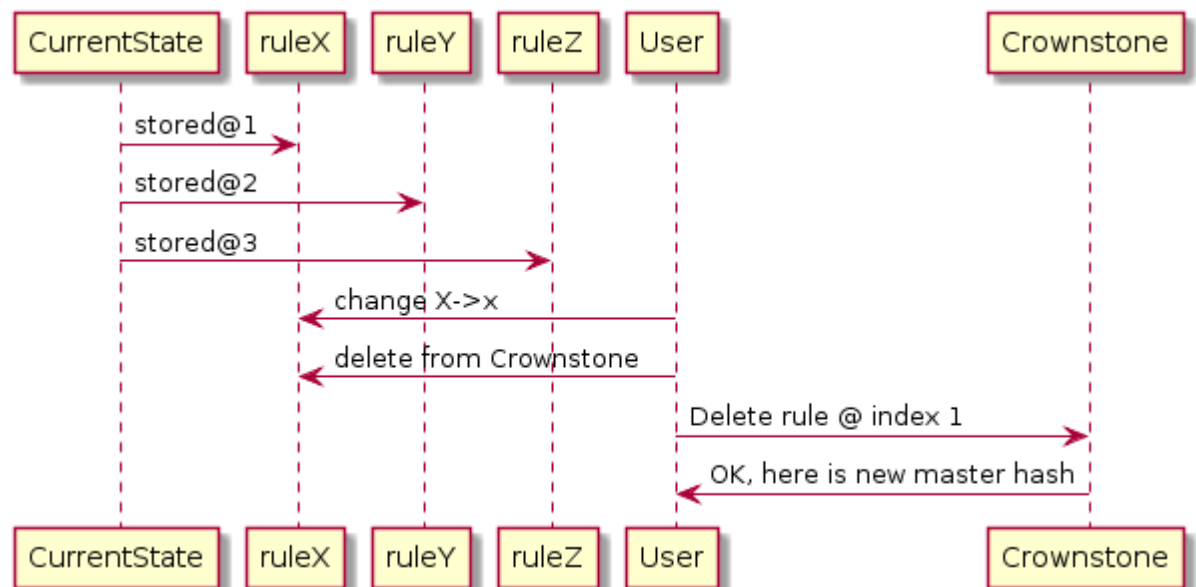 CurrentState ruleX ruleY ruleZ User Crownstone
stored@1
stored@2
stored@3
change X->x
delete from Crownstone
Delete rule @ index 1
OK, here is new master hash
CurrentState ruleX ruleY ruleZ User Crownstone